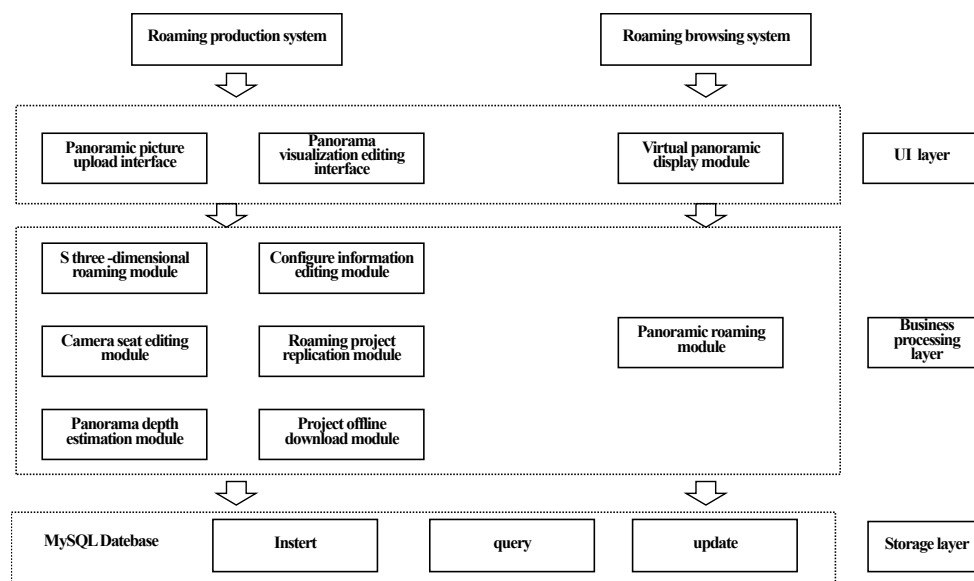 Roaming production system
Roaming browsing system
Panoramic picture
upload interface
Panorama
visualization editing
interface
Virtual panoramic
display module
UI layer
S three -dimensional
roaming module
Configure information
editing module
Camera seat editing
module
Roaming project
replication module
Panoramic roaming
module
Business
processing
layer
Panorama depth
estimation module
Project offline
download module
MySQL Datebase
Instert
query
update
Storage layer